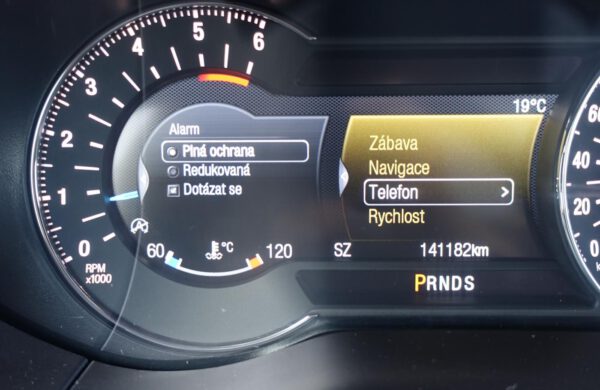 6
5
4
3
2
1
0
RPM
x1000
Alarm
Plná ochrana
Redukovaná
Dotázat se
60 °C 120
19°C
Zábava
Navigace
Telefon >
Rychlost
SZ 141182km
PRNDS
60
40
20
0